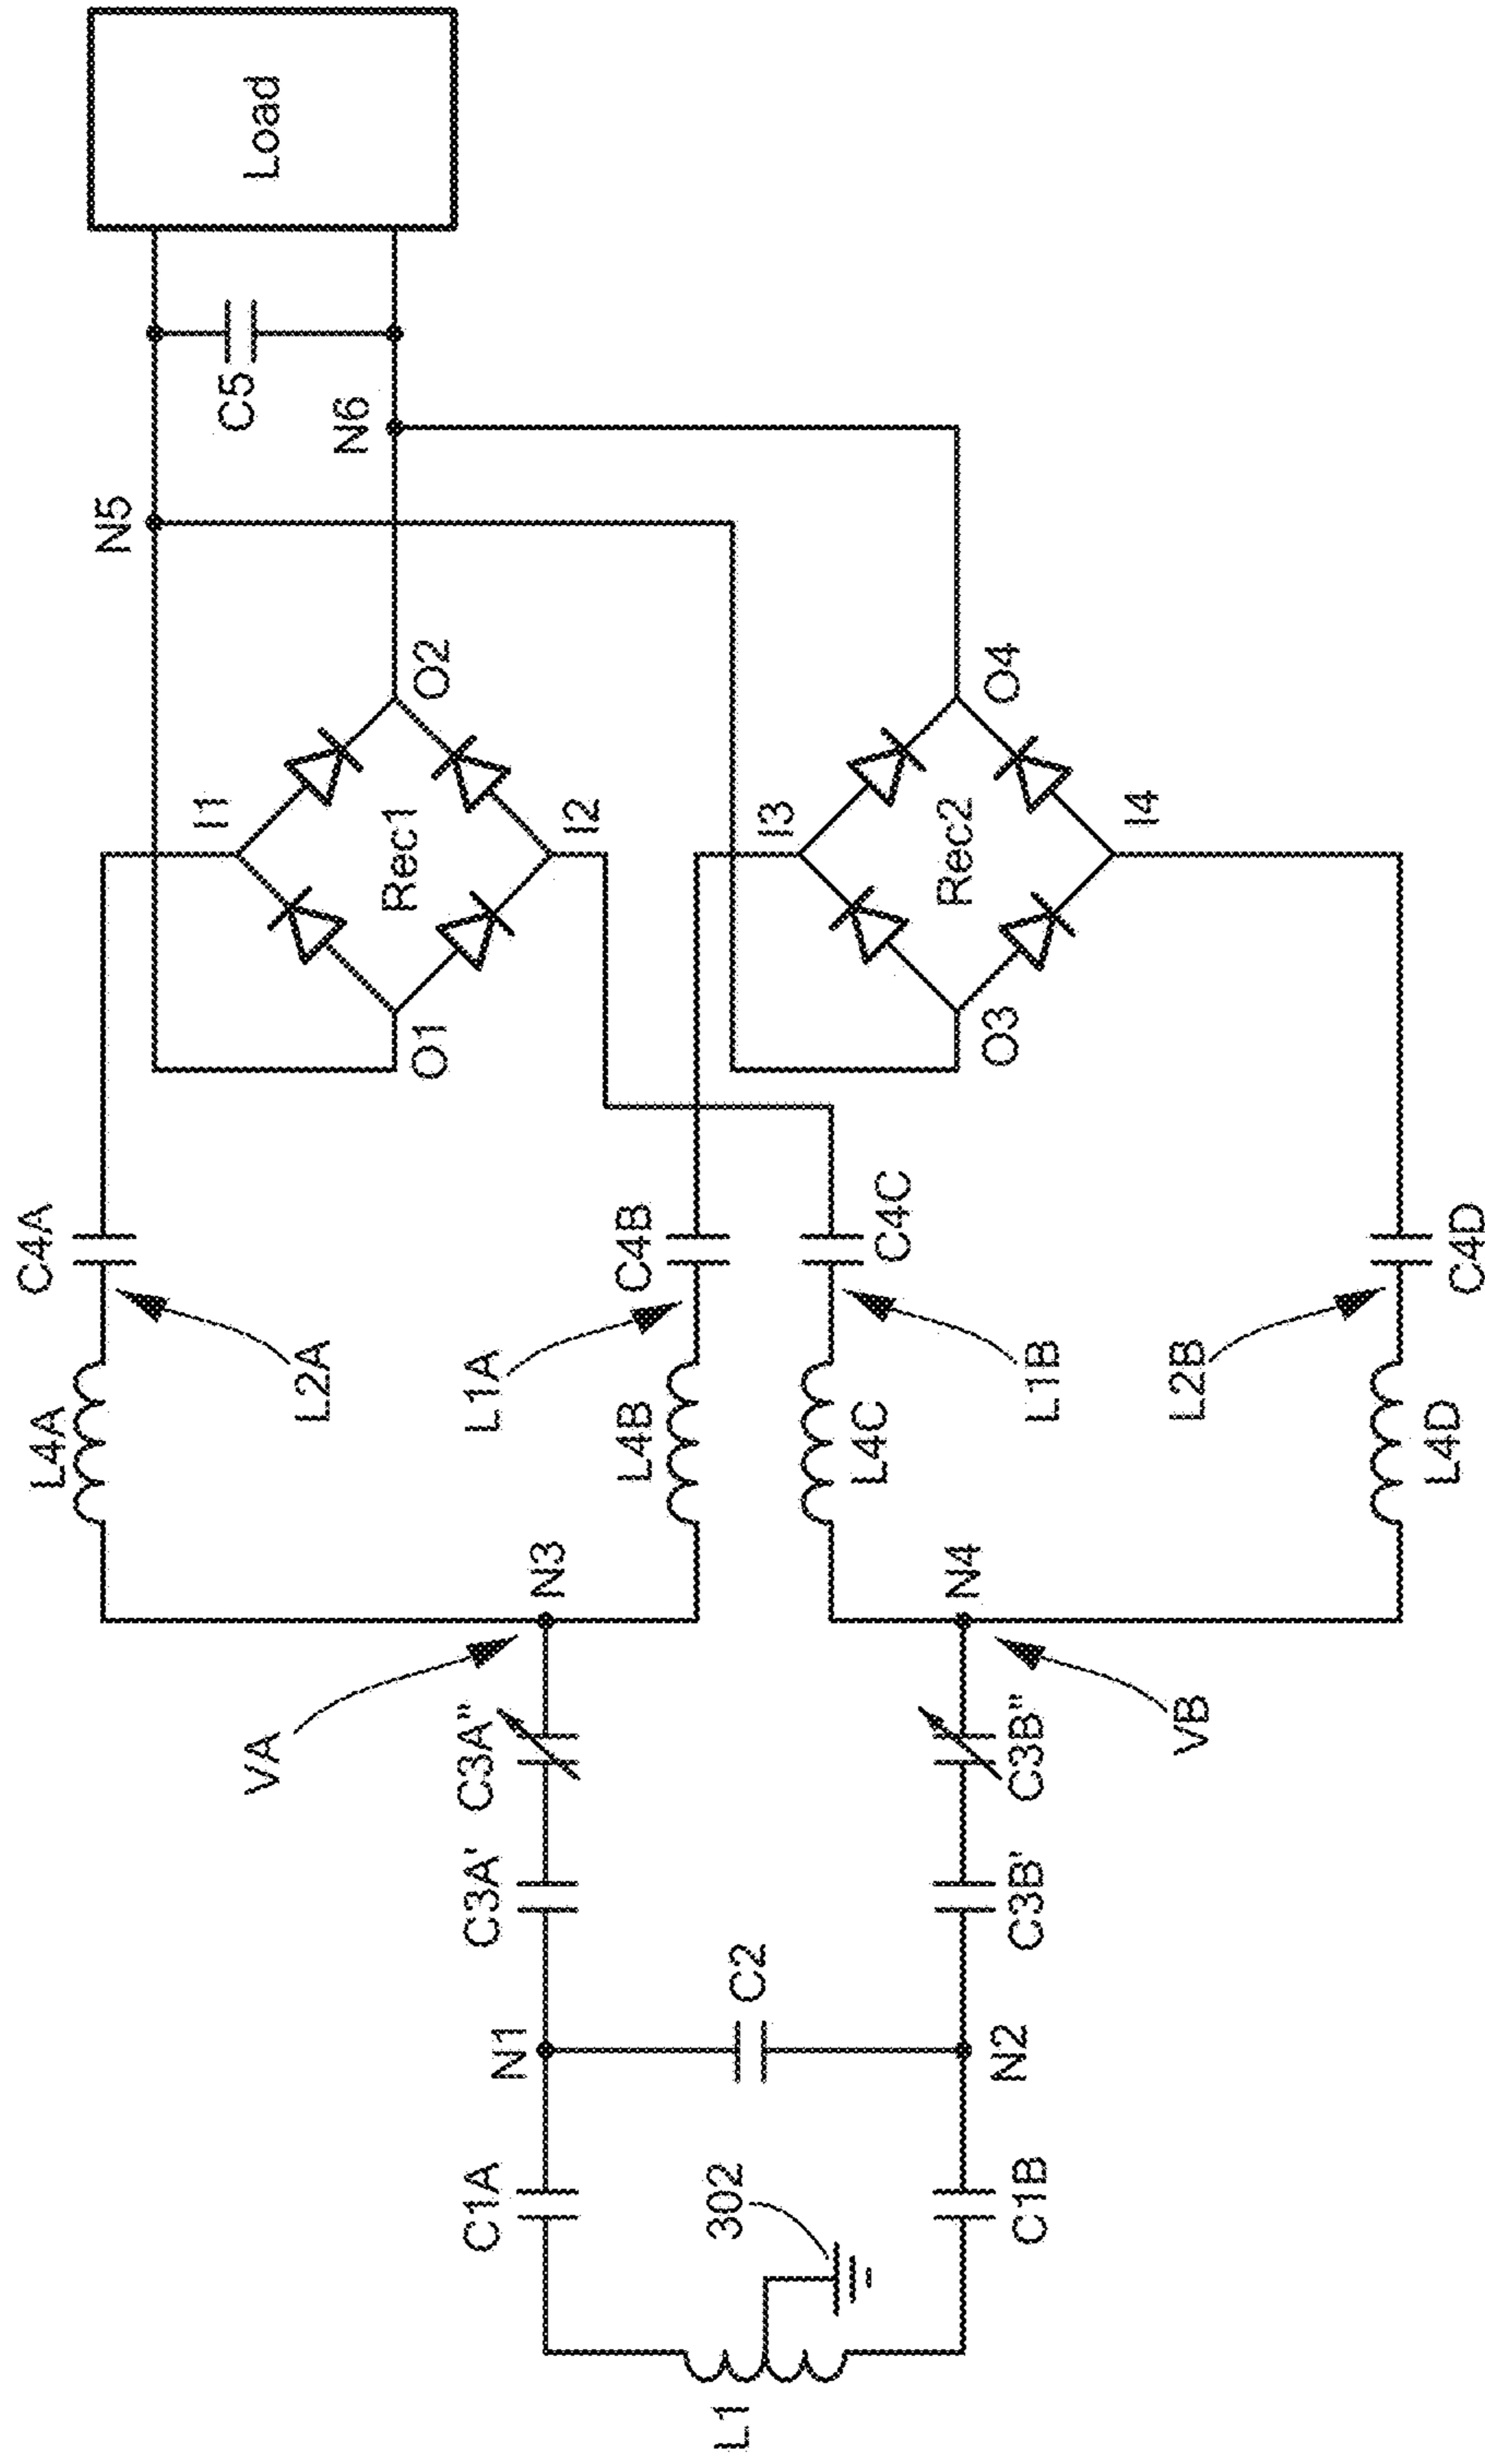 Load
C5
N5
N6
I1
O2
Rec1
I2
O1
I3
O4
Rec2
I4
O3
C4A
C4B
C4C
C4D
L2A
L1A
L1B
L2B
L4A
L4B
L4C
L4D
N3
N4
VA
VB
C3A"
C3B"
C3A'
C3B'
C2
N1
N2
C1A
302
C1B
L1